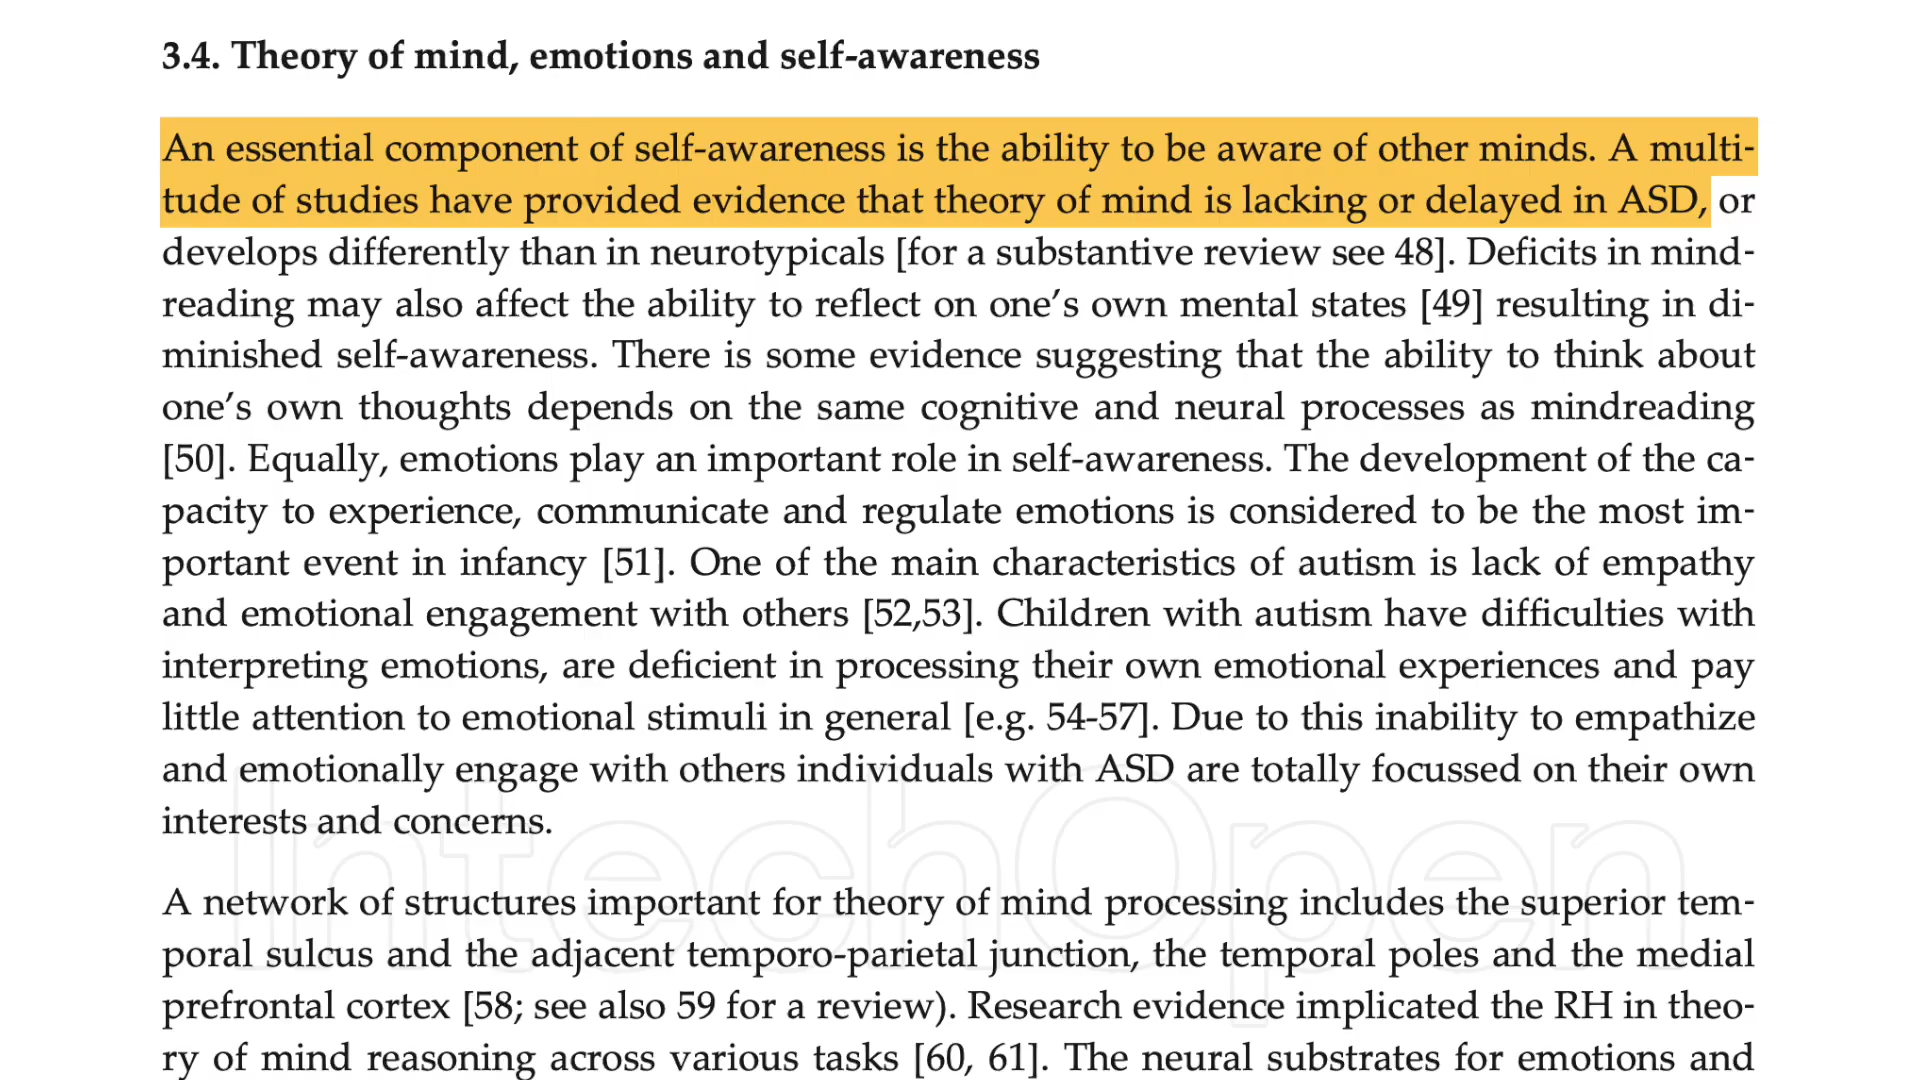 3.4. Theory of mind, emotions and self-awareness
An essential component of self-awareness is the ability to be aware of other minds. A multi-
tude of studies have provided evidence that theory of mind is lacking or delayed in ASD, or
develops differently than in neurotypicals [for a substantive review see 48]. Deficits in mind-
reading may also affect the ability to reflect on one’s own mental states [49] resulting in di-
minished self-awareness. There is some evidence suggesting that the ability to think about
one’s own thoughts depends on the same cognitive and neural processes as mindreading
[50]. Equally, emotions play an important role in self-awareness. The development of the ca-
pacity to experience, communicate and regulate emotions is considered to be the most im-
portant event in infancy [51]. One of the main characteristics of autism is lack of empathy
and emotional engagement with others [52,53]. Children with autism have difficulties with
interpreting emotions, are deficient in processing their own emotional experiences and pay
little attention to emotional stimuli in general [e.g. 54-57]. Due to this inability to empathize
and emotionally engage with others individuals with ASD are totally focussed on their own
interests and concerns.
IntechOpen
A network of structures important for theory of mind processing includes the superior tem-
poral sulcus and the adjacent temporo-parietal junction, the temporal poles and the medial
prefrontal cortex [58; see also 59 for a review). Research evidence implicated the RH in theo-
ry of mind reasoning across various tasks [60, 61]. The neural substrates for emotions and